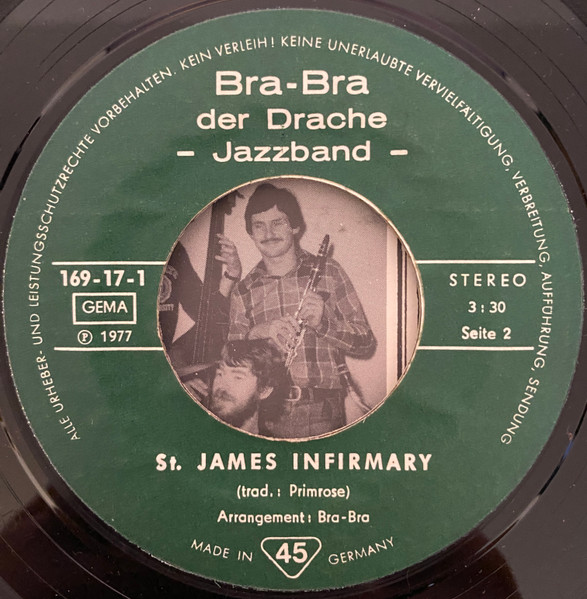 ALLE URHEBER- UND LEISTUNGSSCHUTZRECHTE VORBEHALTEN. KEIN VERLEIH! KEINE UNERLAUBTE VERVIELFÄLTIGUNG, VERBREITUNG, AUFFÜHRUNG, SENDUNG
Bra-Bra
der Drache
- Jazzband -
169-17-1
GEMA
Ⓟ 1977
STEREO
3:30
Seite 2
St. JAMES INFIRMARY
(trad.: Primrose)
Arrangement: Bra-Bra
MADE IN 45 GERMANY